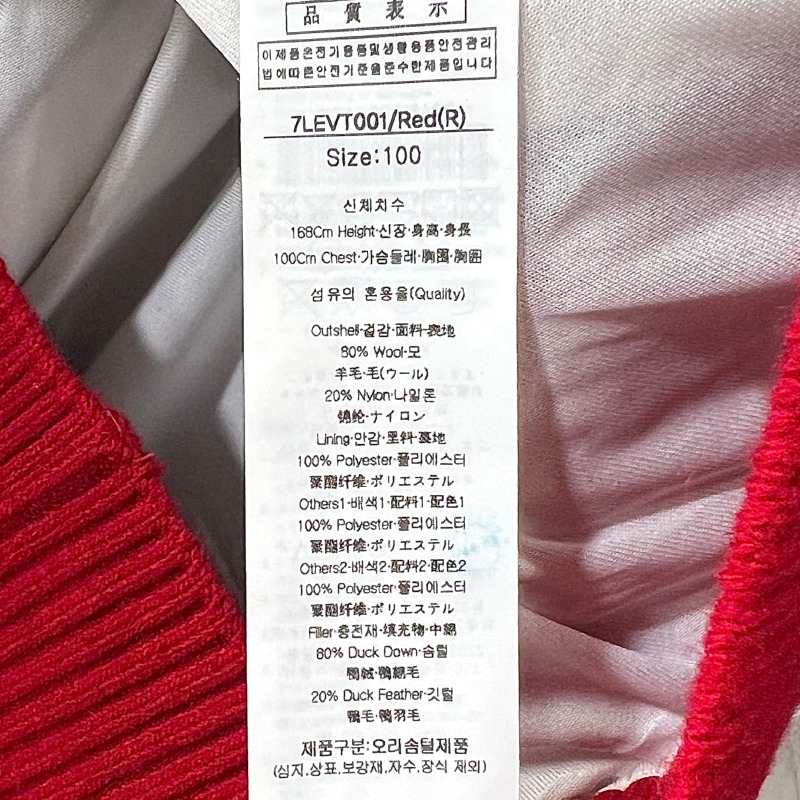 品質表示
이제품은전기용품및생활용품안전관리
법에따른안전기준을준수한제품입니다
7LEVT001/Red(R)
Size:100
신체치수
168Cm Height·신장·身高·身長
100Cm Chest·가슴둘레·胸围·胸囲
섬유의 혼용율(Quality)
Outshell·겉감·面料·表地
80% Wool·모
羊毛·毛(ウール)
20% Nylon·나일론
锦纶·ナイロン
Lining·안감·里料·裏地
100% Polyester·폴리에스터
聚酯纤维·ポリエステル
Others1·배색1·配料1·配色1
100% Polyester·폴리에스터
聚酯纤维·ポリエステル
Others2·배색2·配料2·配色2
100% Polyester·폴리에스터
聚酯纤维·ポリエステル
Filler·충전재·填充物·中綿
80% Duck Down·솜털
鸭绒·鴨綿毛
20% Duck Feather·깃털
鸭毛·鴨羽毛
제품구분:오리솜털제품
(심지,상표,보강재,자수,장식 제외)